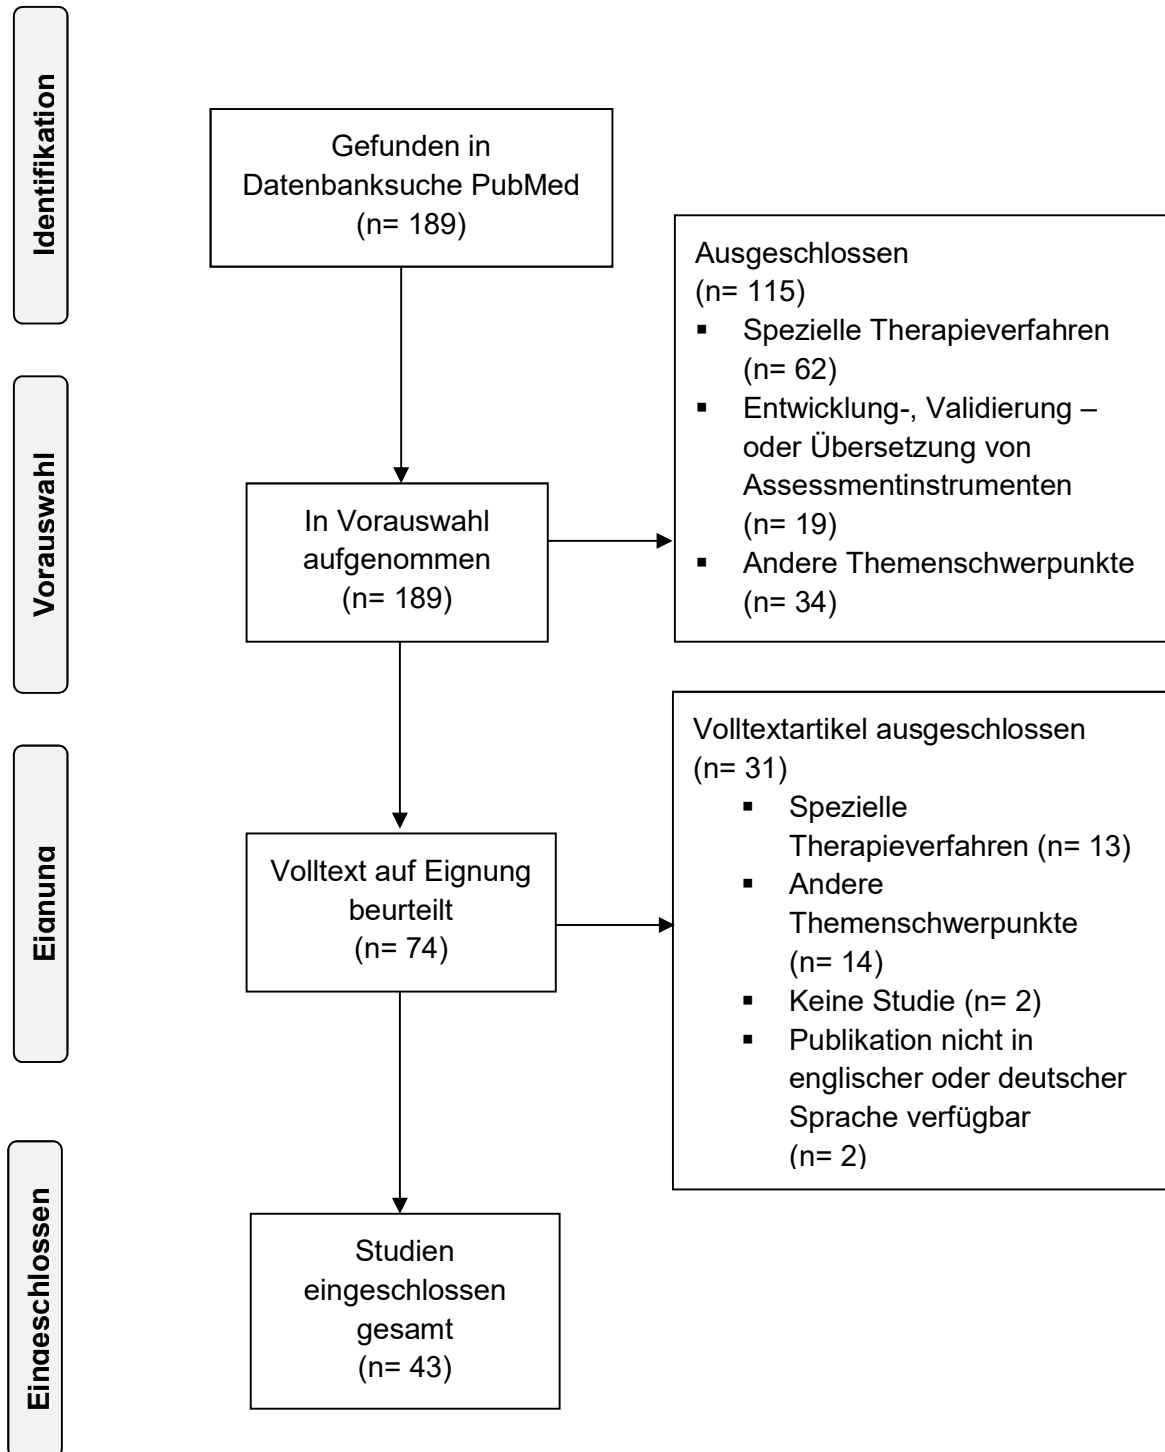 Identifikation
Gefunden in
Datenbanksuche PubMed
(n= 189)
Ausgeschlossen
(n= 115)
▪ Spezielle Therapieverfahren
(n= 62)
▪ Entwicklung-, Validierung –
oder Übersetzung von
Assessmentinstrumenten
(n= 19)
▪ Andere Themenschwerpunkte
(n= 34)
Vorauswahl
In Vorauswahl
aufgenommen
(n= 189)
Eignung
Volltext auf Eignung
beurteilt
(n= 74)
Volltextartikel ausgeschlossen
(n= 31)
▪ Spezielle
Therapieverfahren (n= 13)
▪ Andere
Themenschwerpunkte
(n= 14)
▪ Keine Studie (n= 2)
▪ Publikation nicht in
englischer oder deutscher
Sprache verfügbar
(n= 2)
Eingeschlossen
Studien
eingeschlossen
gesamt
(n= 43)